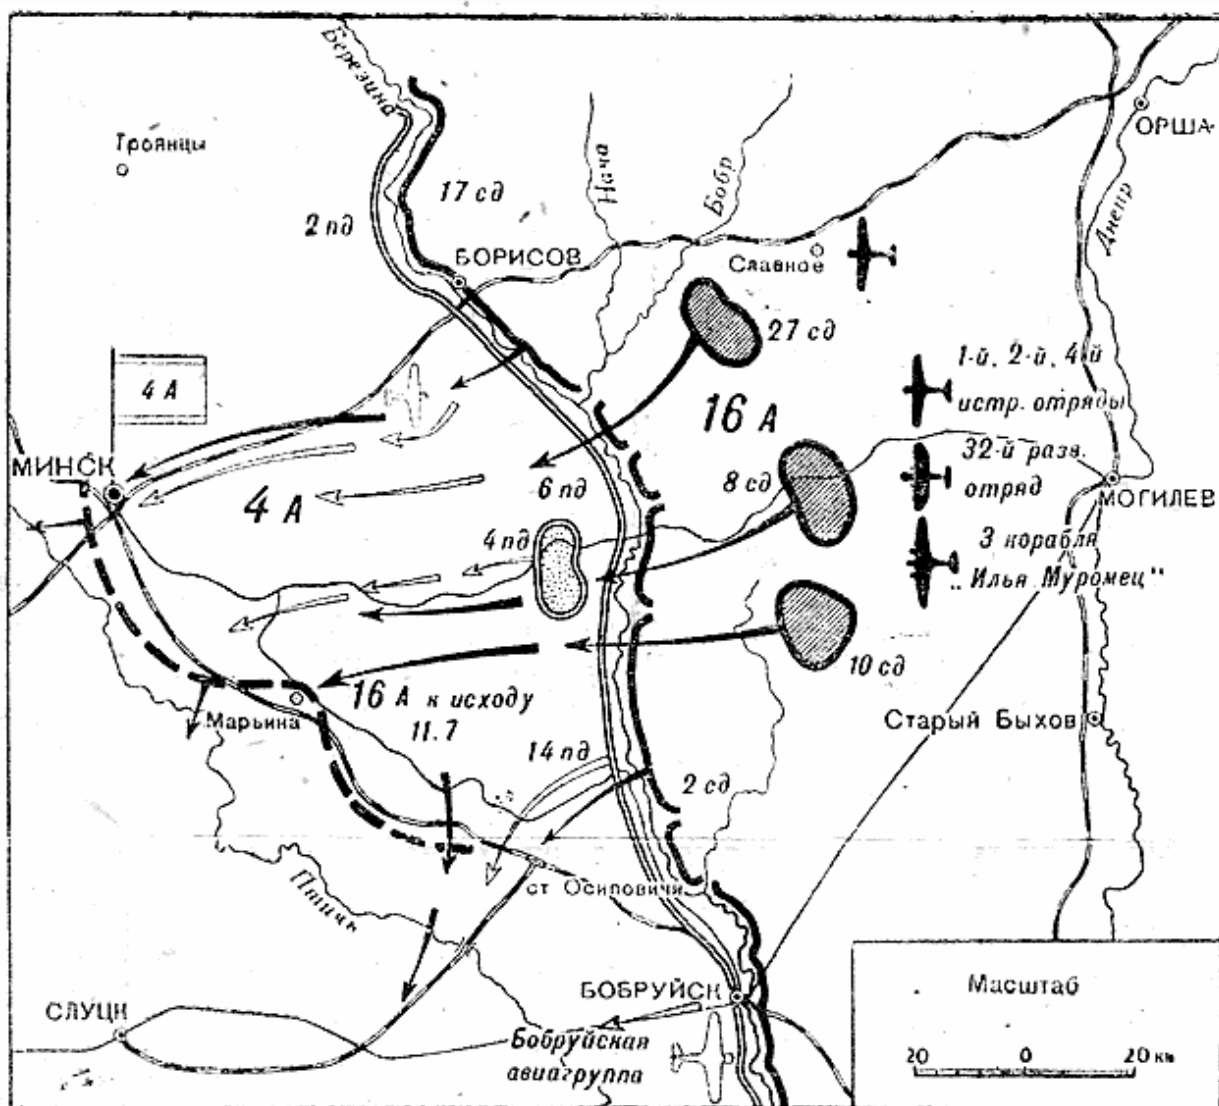 Березина
ОРША
Троянцы
Нача
Бобр
17 сд
Днепр
2 пд
БОРИСОВ
Славное
27 сд
1-й, 2-й, 4-й
истр. отряды
4 А
16 А
32-й разв.
отряд
МИНСК
6 пд
8 сд
МОГИЛЕВ
4 А
4 пд
3 корабля
„Илья Муромец"
10 сд
16 А к исходу
11.7
Марьина
Старый Быхов
14 пд
2 сд
ст Осиповичи
Птичь
БОБРУЙСК
Масштаб
СЛУЦК
Бобруйская
авиагруппа
20 0 20 км